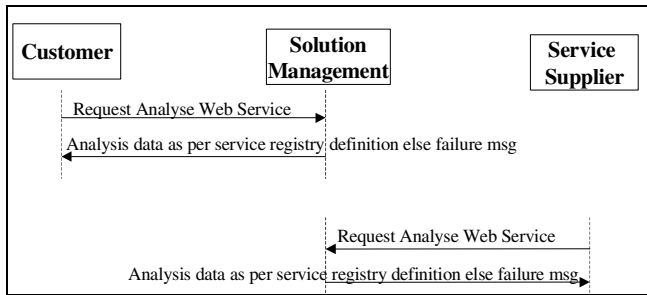 Customer
Solution
Management
Service
Supplier
Request Analyse Web Service
Analysis data as per service registry definition else failure msg
Request Analyse Web Service
Analysis data as per service registry definition else failure msg